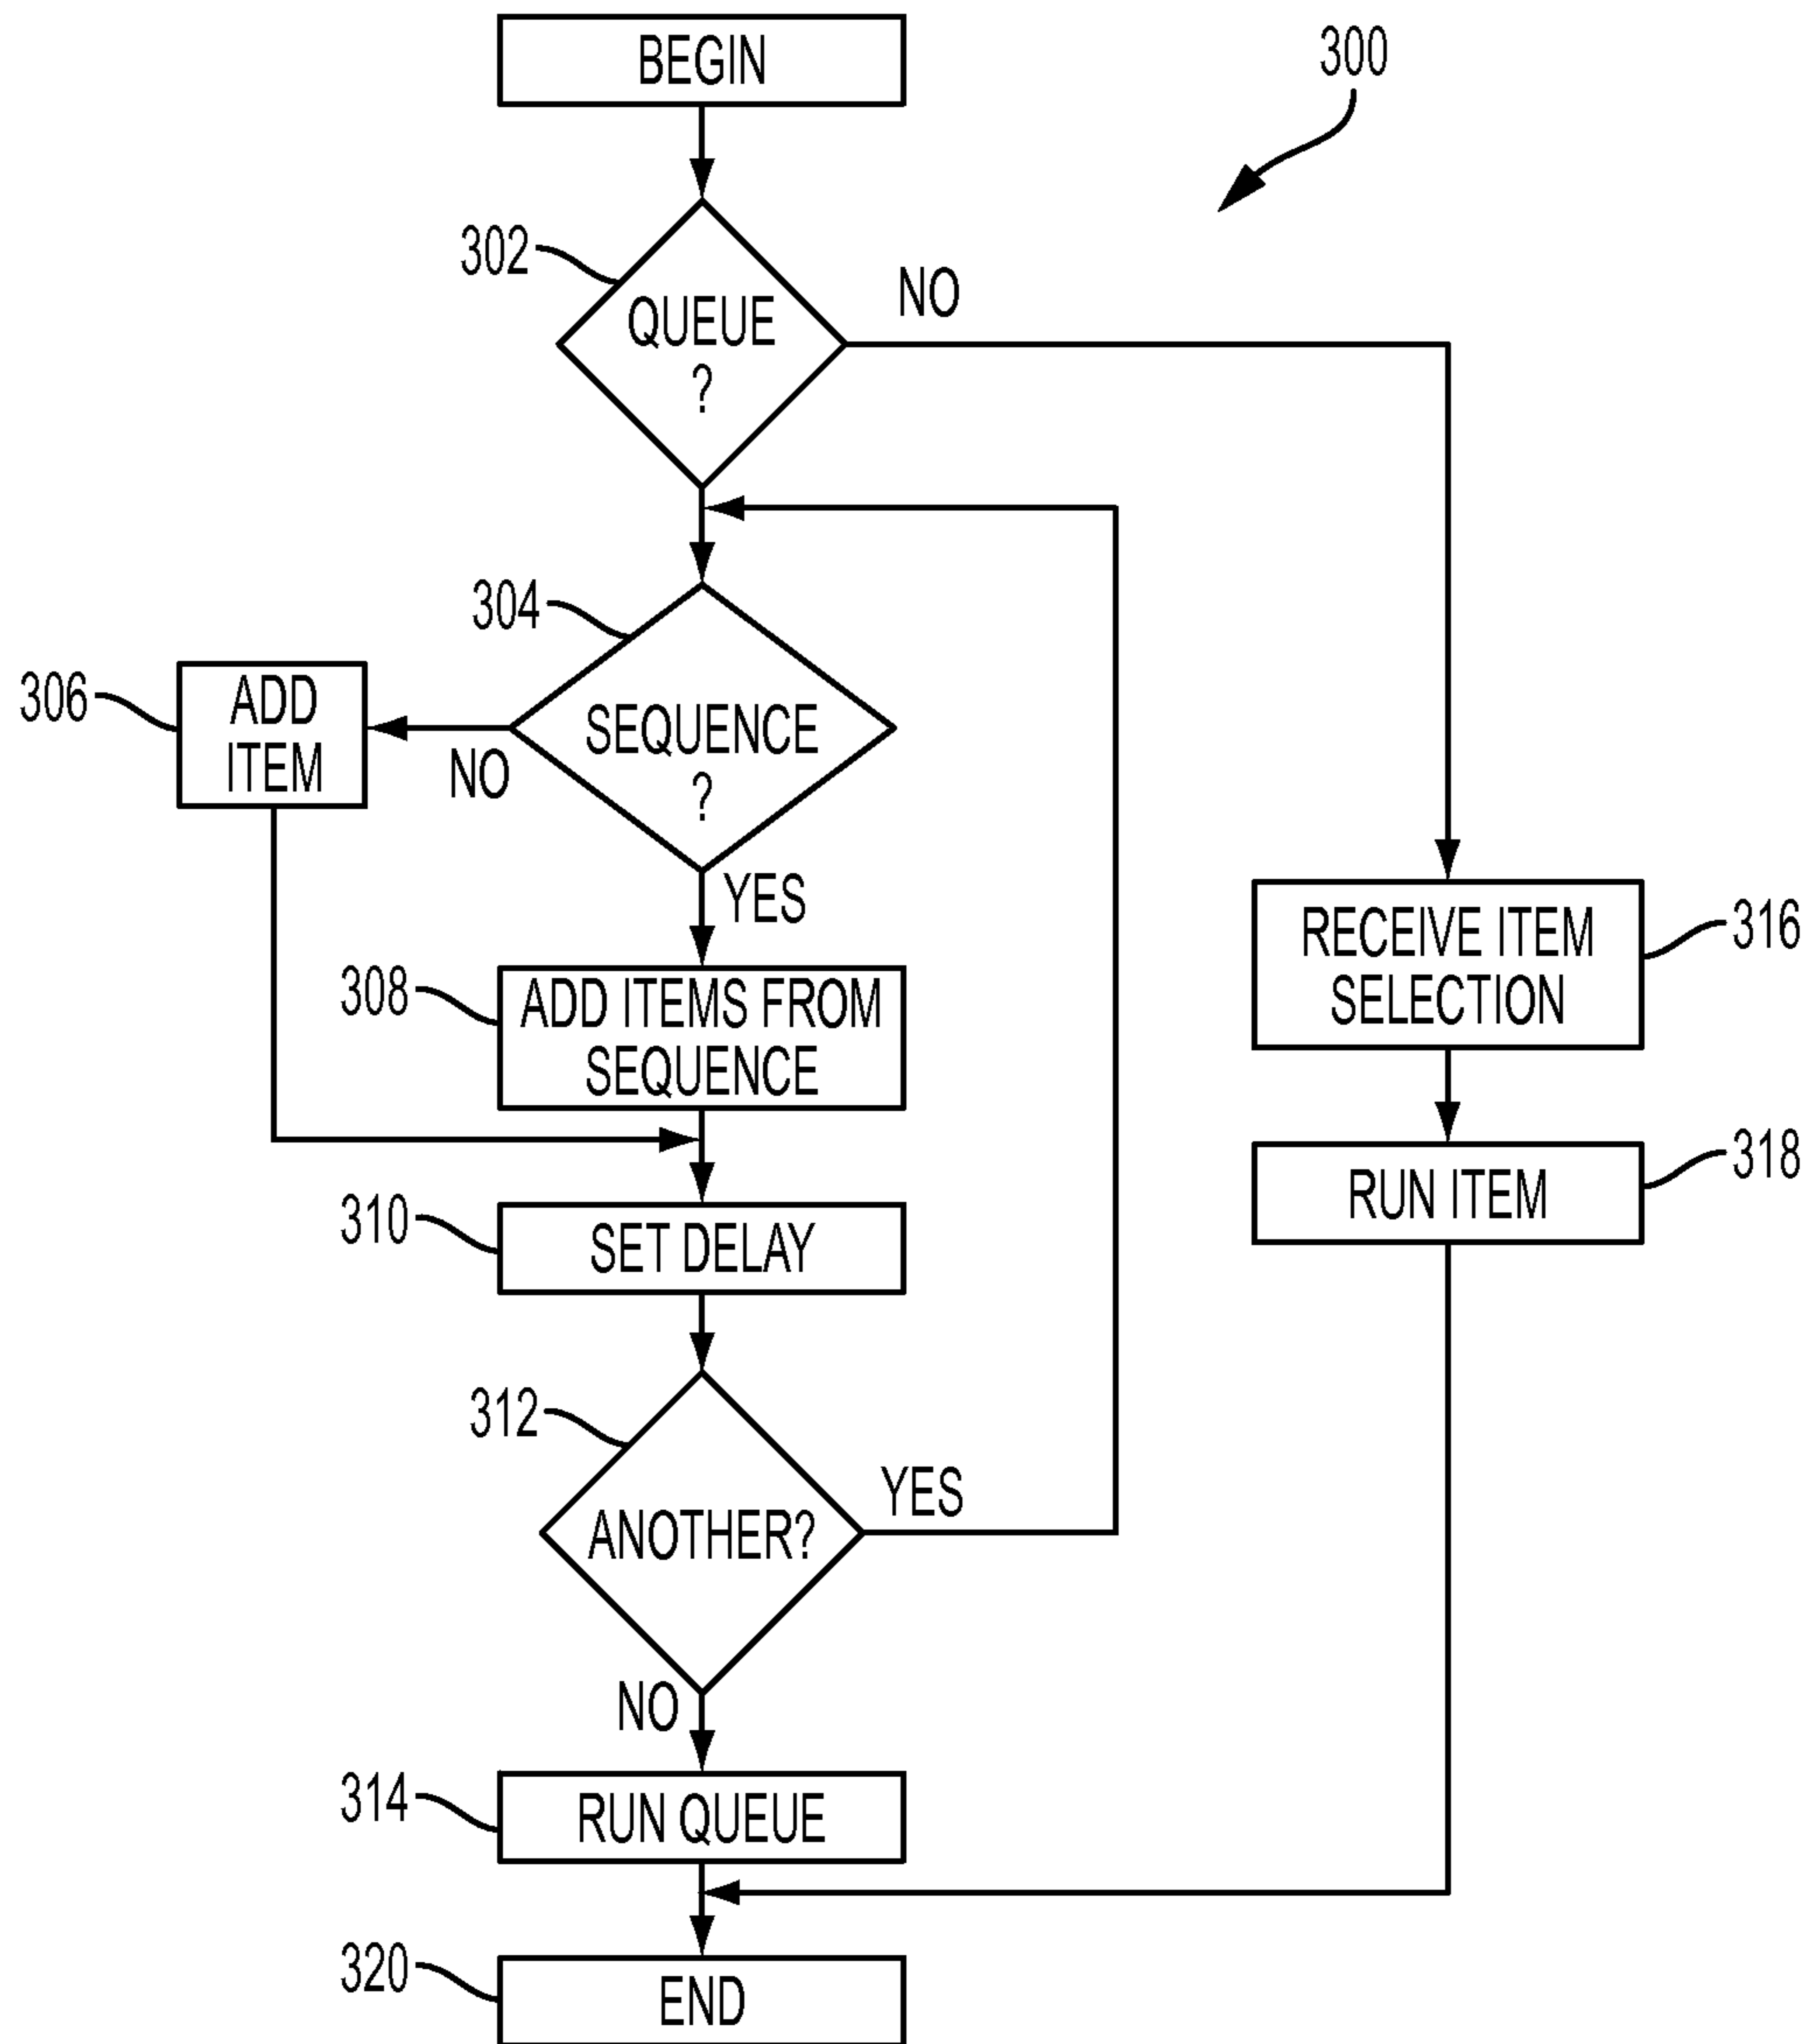 BEGIN
300
302
QUEUE
?
NO
304
SEQUENCE
?
306
ADD
ITEM
NO
YES
308
ADD ITEMS FROM
SEQUENCE
316
RECEIVE ITEM
SELECTION
310
SET DELAY
318
RUN ITEM
312
ANOTHER?
YES
NO
314
RUN QUEUE
320
END